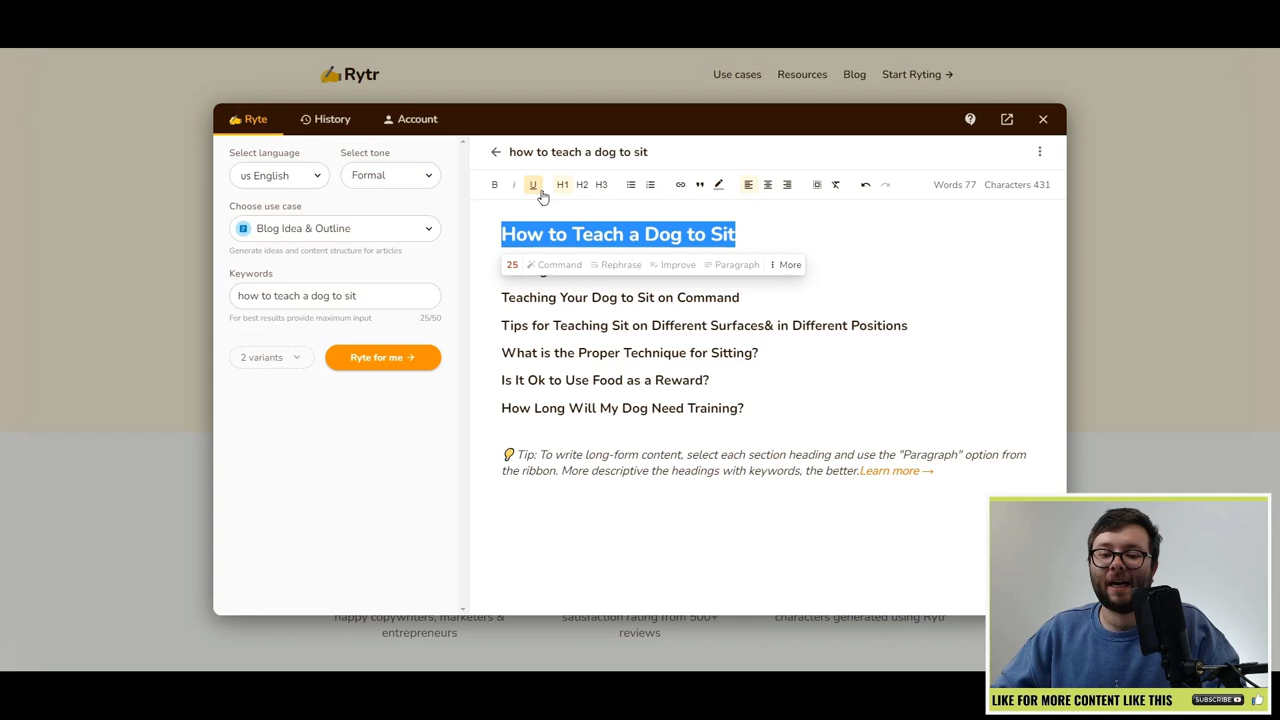 Rytr
Use cases
Resources
Blog
Start Ryting →
Ryte
History
Account
Select language
Select tone
us English
Formal
Choose use case
Blog Idea & Outline
Generate ideas and content structure for articles
Keywords
how to teach a dog to sit
For best results provide maximum input
25/50
2 variants
Ryte for me →
how to teach a dog to sit
B i U H1 H2 H3
Words 77 Characters 431
How to Teach a Dog to Sit
25 Command Rephrase Improve Paragraph More
Teaching Your Dog to Sit on Command
Tips for Teaching Sit on Different Surfaces& in Different Positions
What is the Proper Technique for Sitting?
Is It Ok to Use Food as a Reward?
How Long Will My Dog Need Training?
Tip: To write long-form content, select each section heading and use the "Paragraph" option from
the ribbon. More descriptive the headings with keywords, the better.Learn more →
happy copywriters, marketers &
entrepreneurs
satisfaction rating from 500+
reviews
characters generated using Rytr
LIKE FOR MORE CONTENT LIKE THIS
SUBSCRIBE